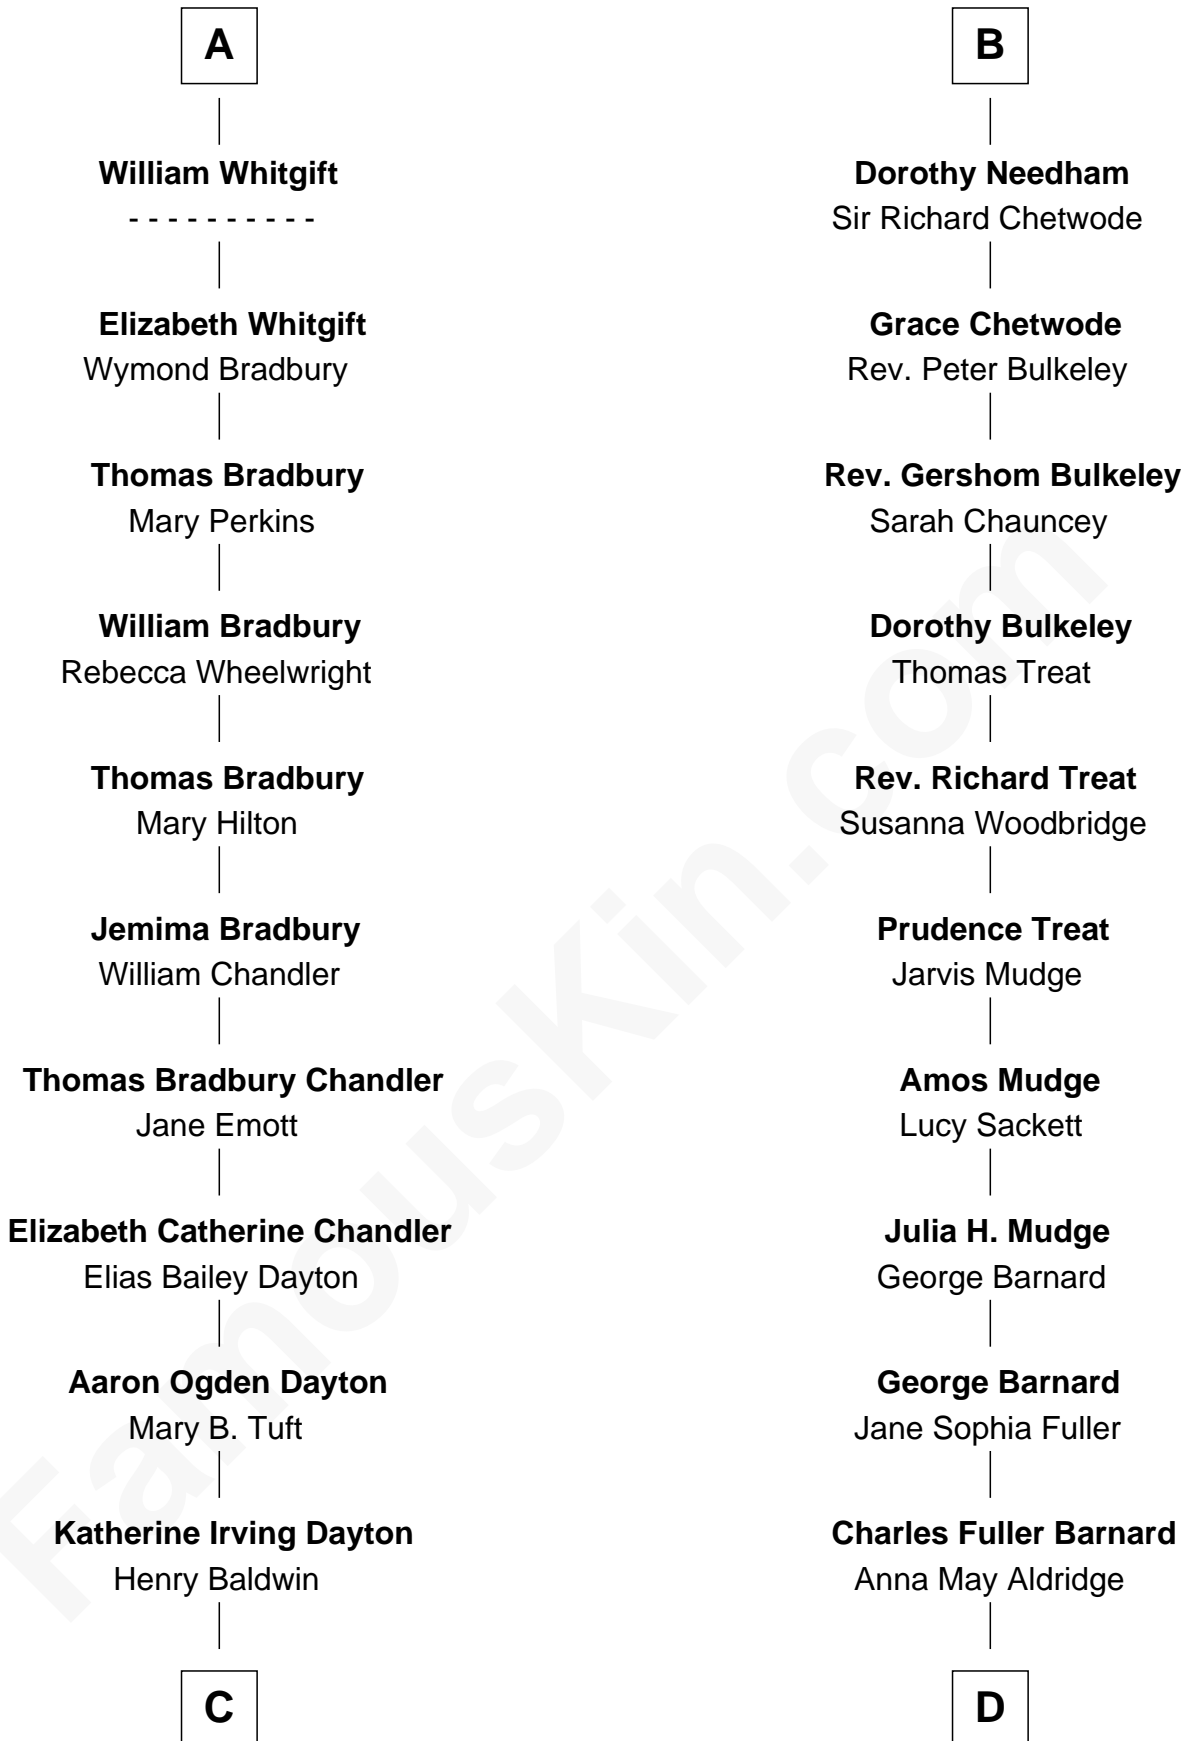 A
William Whitgift
- - - - - - - - - -
Elizabeth Whitgift
Wymond Bradbury
Thomas Bradbury
Mary Perkins
William Bradbury
Rebecca Wheelwright
Thomas Bradbury
Mary Hilton
Jemima Bradbury
William Chandler
Thomas Bradbury Chandler
Jane Emott
Elizabeth Catherine Chandler
Elias Bailey Dayton
Aaron Ogden Dayton
Mary B. Tuft
Katherine Irving Dayton
Henry Baldwin
C
B
Dorothy Needham
Sir Richard Chetwode
Grace Chetwode
Rev. Peter Bulkeley
Rev. Gershom Bulkeley
Sarah Chauncey
Dorothy Bulkeley
Thomas Treat
Rev. Richard Treat
Susanna Woodbridge
Prudence Treat
Jarvis Mudge
Amos Mudge
Lucy Sackett
Julia H. Mudge
George Barnard
George Barnard
Jane Sophia Fuller
Charles Fuller Barnard
Anna May Aldridge
D
FamousKin.com